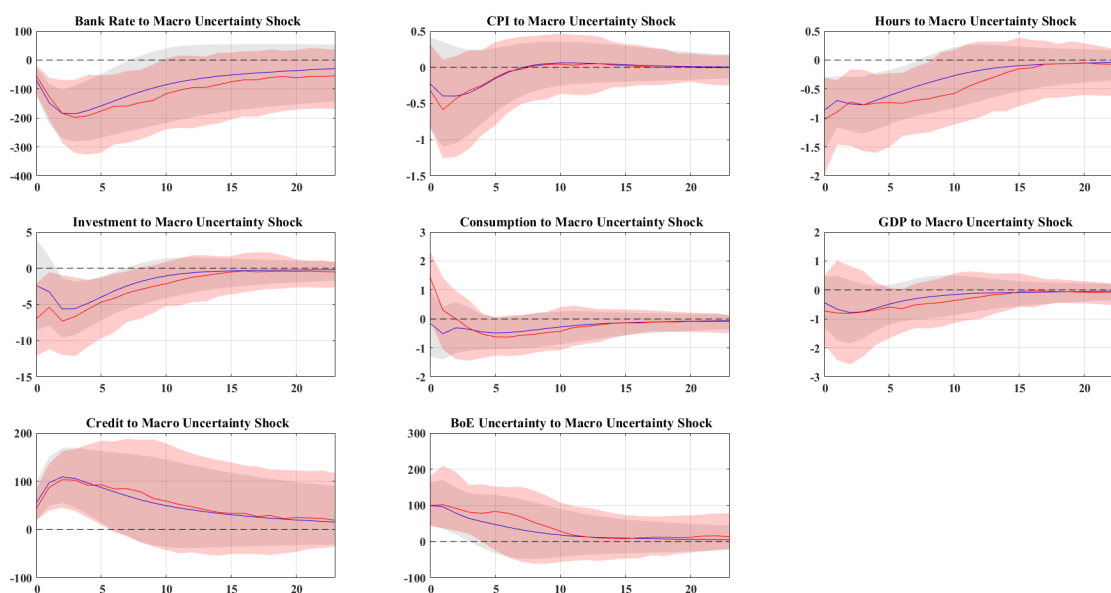 Bank Rate to Macro Uncertainty Shock
100
0
-100
-200
-300
-400
0 5 10 15 20
CPI to Macro Uncertainty Shock
0.5
0
-0.5
-1
-1.5
0 5 10 15 20
Hours to Macro Uncertainty Shock
0.5
0
-0.5
-1
-1.5
-2
0 5 10 15 20
Investment to Macro Uncertainty Shock
5
0
-5
-10
-15
0 5 10 15 20
Consumption to Macro Uncertainty Shock
3
2
1
0
-1
-2
0 5 10 15 20
GDP to Macro Uncertainty Shock
2
1
0
-1
-2
-3
0 5 10 15 20
Credit to Macro Uncertainty Shock
200
100
0
-100
0 5 10 15 20
BoE Uncertainty to Macro Uncertainty Shock
300
200
100
0
-100
0 5 10 15 20